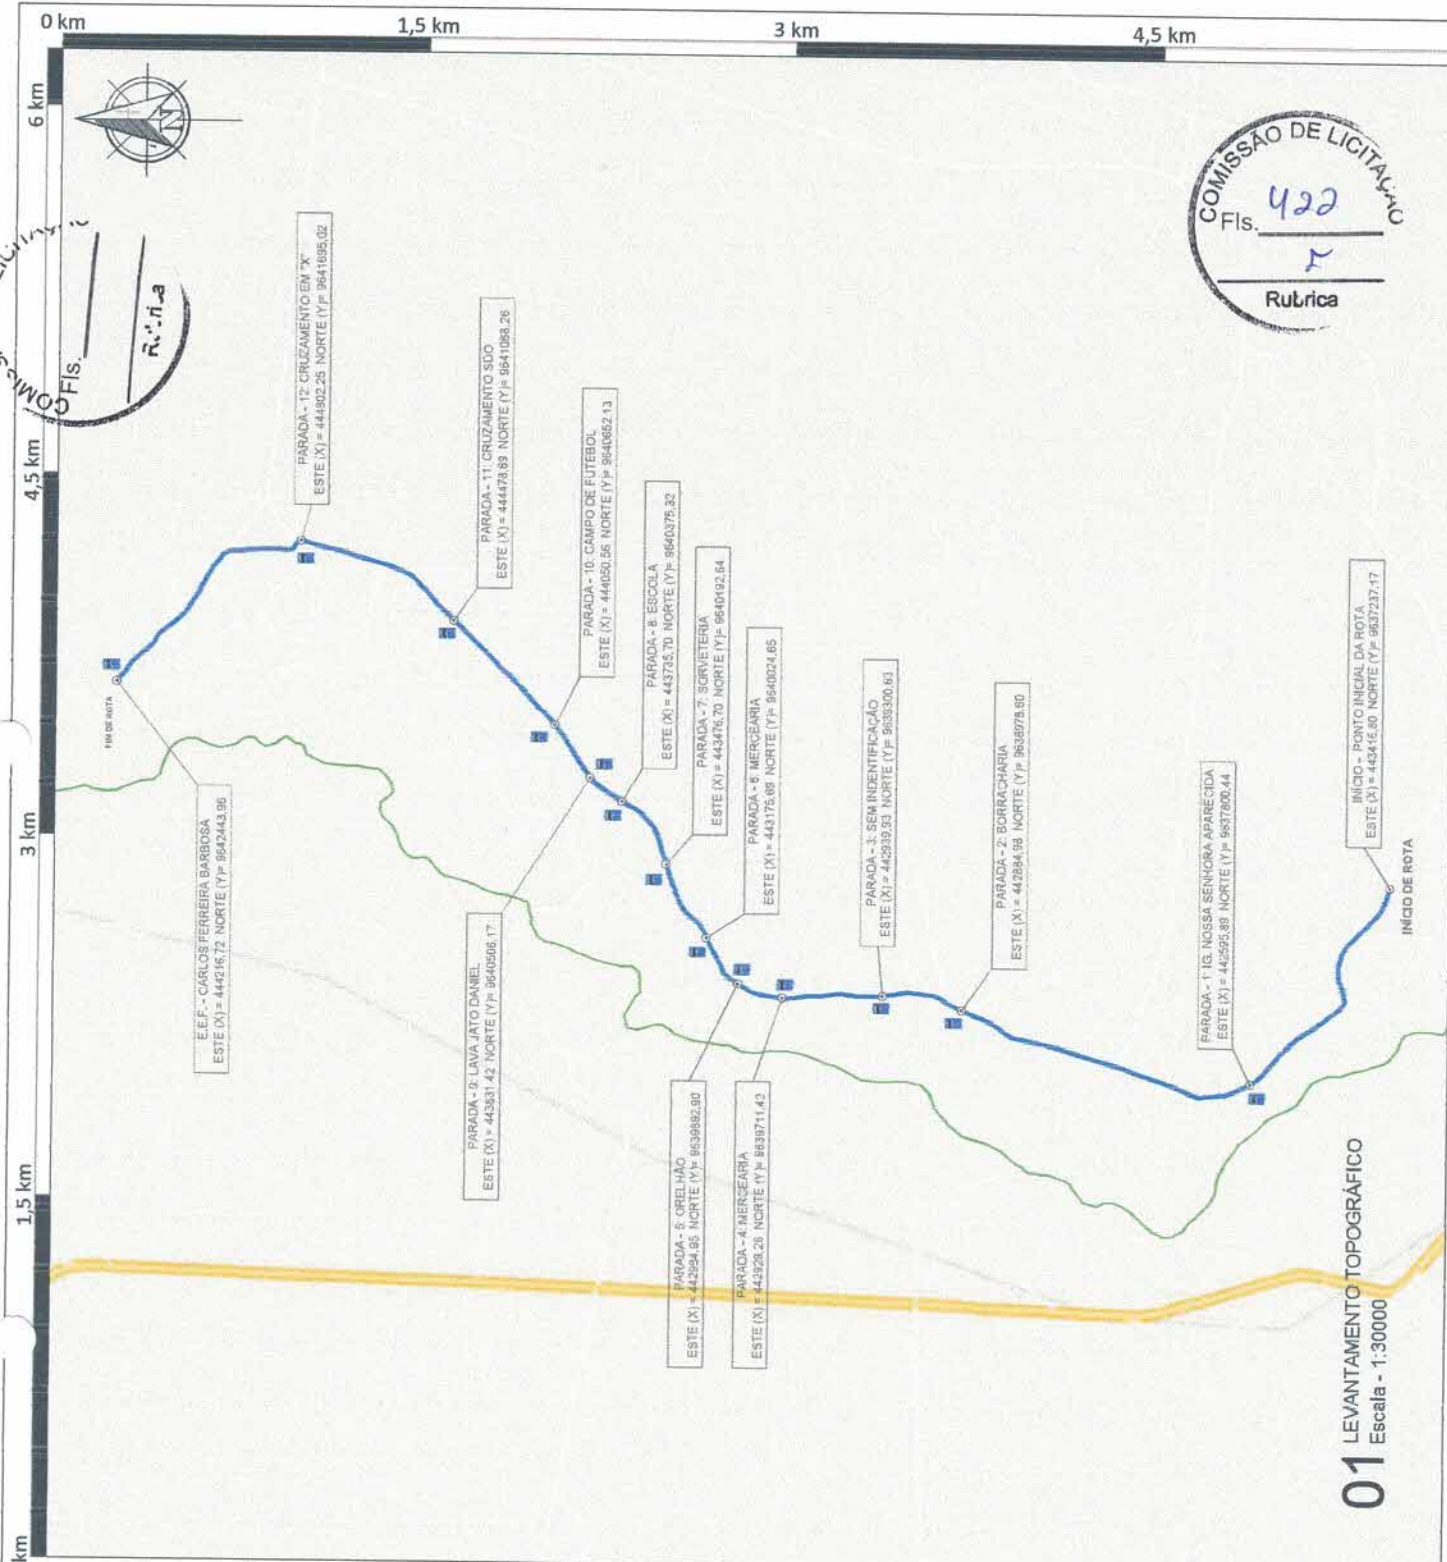 0 km
1,5 km
3 km
4,5 km
6 km
4,5 km
3 km
1,5 km
km
N
COMISSÃO DE LICITAÇÃO
Fls. 422
Rubrica
Fls.
PARADA - 12: CRUZAMENTO EM "X"
ESTE (X) = 444802,25 NORTE (Y)= 9641695,02
PARADA - 11: CRUZAMENTO SDO
ESTE (X) = 444478,69 NORTE (Y)= 9641068,26
PARADA - 10: CAMPO DE FUTEBOL
ESTE (X) = 444050,56 NORTE (Y)= 9640652,13
PARADA - 8: ESCOLA
ESTE (X) = 443735,70 NORTE (Y)= 9640375,32
PARADA - 7: SORVETERIA
ESTE (X) = 443476,70 NORTE (Y)= 9640192,64
PARADA - 6: MERCEARIA
ESTE (X) = 443175,69 NORTE (Y)= 9640024,65
PARADA - 3: SEM INDENTIFICAÇÃO
ESTE (X) = 442939,93 NORTE (Y)= 9639300,63
PARADA - 2: BORRACHARIA
ESTE (X) = 442884,98 NORTE (Y)= 9638978,60
PARADA - 1: IG. NOSSA SENHORA APARECIDA
ESTE (X) = 442595,89 NORTE (Y)= 9637800,44
INÍCIO - PONTO INICIAL DA ROTA
ESTE (X) = 443416,80 NORTE (Y)= 9637237,17
INÍCIO DE ROTA
FIM DE ROTA
E.E.F. - CARLOS FERREIRA BARBOSA
ESTE (X) = 444216,72 NORTE (Y)= 9642443,96
PARADA - 9: LAVA JATO DANIEL
ESTE (X) = 443831,42 NORTE (Y)= 9640506,17
PARADA - 5: ORELHÃO
ESTE (X) = 442984,95 NORTE (Y)= 9639892,90
PARADA - 4: MERCEARIA
ESTE (X) = 442929,26 NORTE (Y)= 9639711,42
01 LEVANTAMENTO TOPOGRÁFICO
Escala - 1:30000